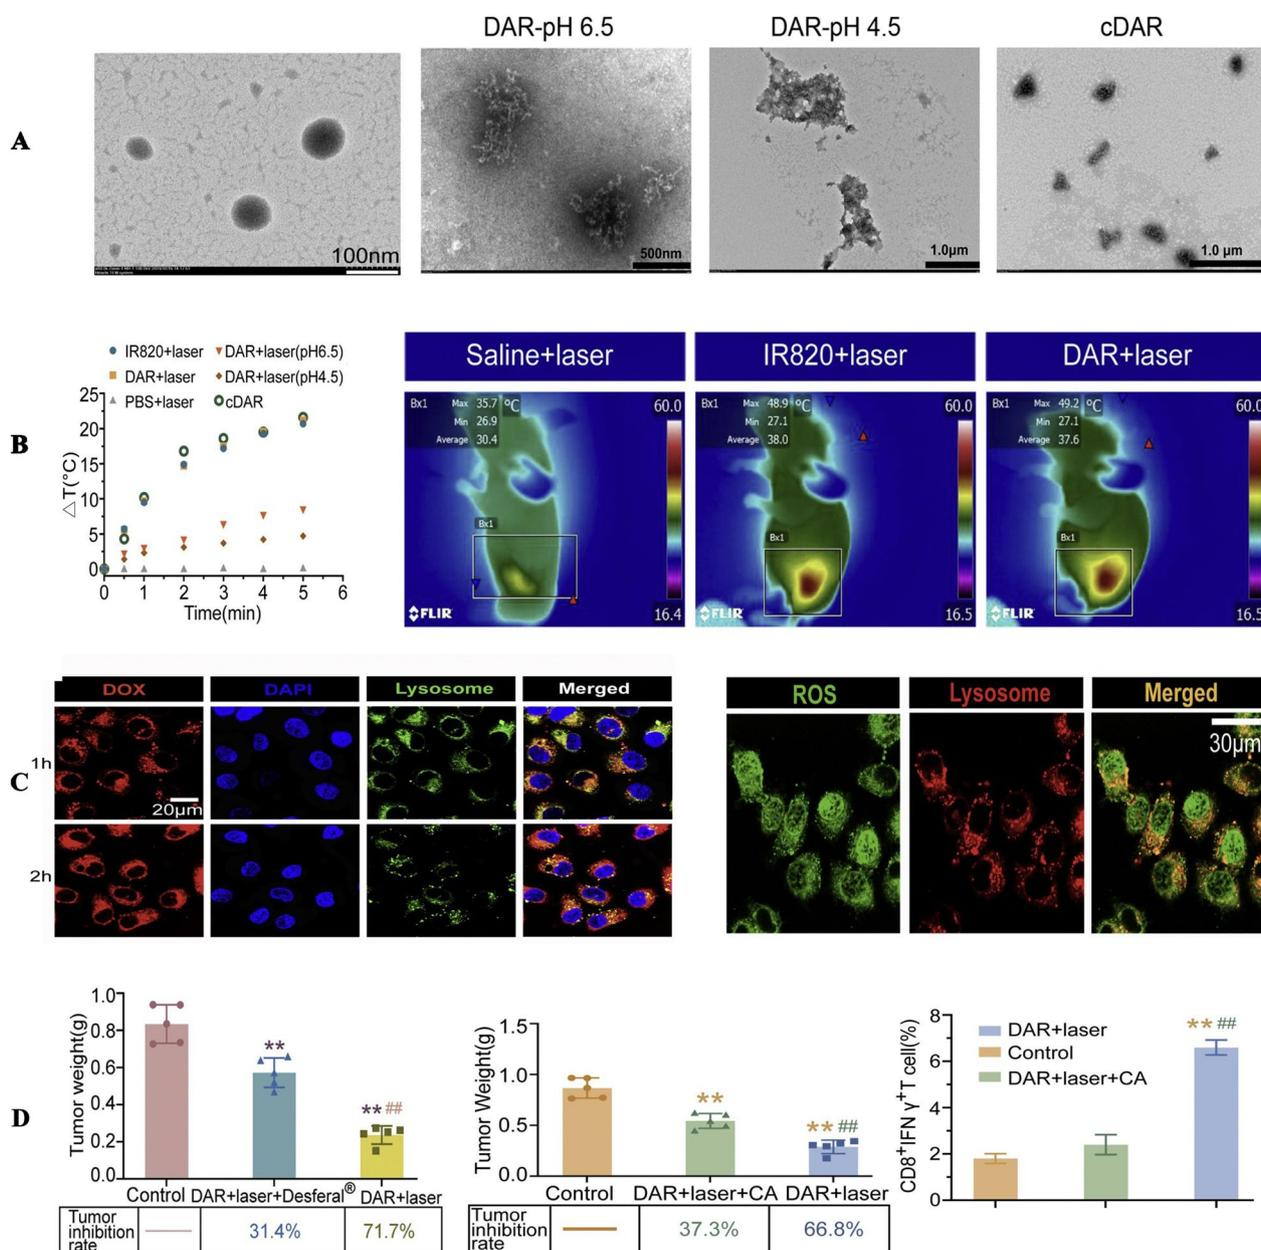 DAR-pH 6.5
DAR-pH 4.5
cDAR
A
100nm
500nm
1.0μm
1.0 μm
B
IR820+laser
DAR+laser(pH6.5)
DAR+laser
DAR+laser(pH4.5)
PBS+laser
cDAR
△T(°C)
25
20
15
10
5
0
0 1 2 3 4 5 6
Time(min)
Saline+laser
IR820+laser
DAR+laser
Bx1 Max 35.7 °C
Min 26.9
Average 30.4
60.0
Bx1
FLIR
16.4
Bx1 Max 48.9 °C
Min 27.1
Average 38.0
60.0
Bx1
FLIR
16.5
Bx1 Max 49.2 °C
Min 27.1
Average 37.6
60.0
Bx1
FLIR
16.5
C
DOX
DAPI
Lysosome
Merged
1h
20μm
2h
ROS
Lysosome
Merged
30μm
D
Tumor weight(g)
1.0
0.8
0.6
0.4
0.2
0.0
**
** ##
Control
DAR+laser+Desferal®
DAR+laser
Tumor
inhibition
rate
31.4%
71.7%
Tumor Weight(g)
1.5
1.0
0.5
0.0
**
** ##
Control
DAR+laser+CA
DAR+laser
Tumor
inhibition
rate
37.3%
66.8%
CD8⁺IFN γ⁺T cell(%)
8
6
4
2
0
DAR+laser
Control
DAR+laser+CA
** ##